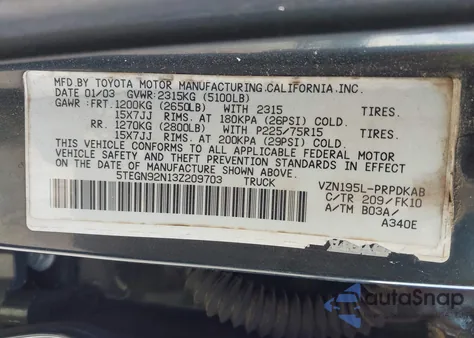 MFD. BY TOYOTA MOTOR MANUFACTURING, CALIFORNIA, INC.
DATE 01/03 GVWR: 2315KG (5100LB)
GAWR: FRT. 1200KG (2650LB) WITH 2315 TIRES.
15X7JJ RIMS. AT 180KPA (26PSI) COLD.
RR. 1270KG (2800LB) WITH P225/75R15 TIRES.
15X7JJ RIMS. AT 200KPA (29PSI) COLD.
THIS VEHICLE CONFORMS TO ALL APPLICABLE FEDERAL MOTOR
VEHICLE SAFETY AND THEFT PREVENTION STANDARDS IN EFFECT ON
THE DATE OF MANUFACTURE SHOWN ABOVE.
5TEGN92N13Z209703 TRUCK
VZN195L-PRPDKAB
C/TR 209/FK10
A/TM B03A/
A340E
autoSnap